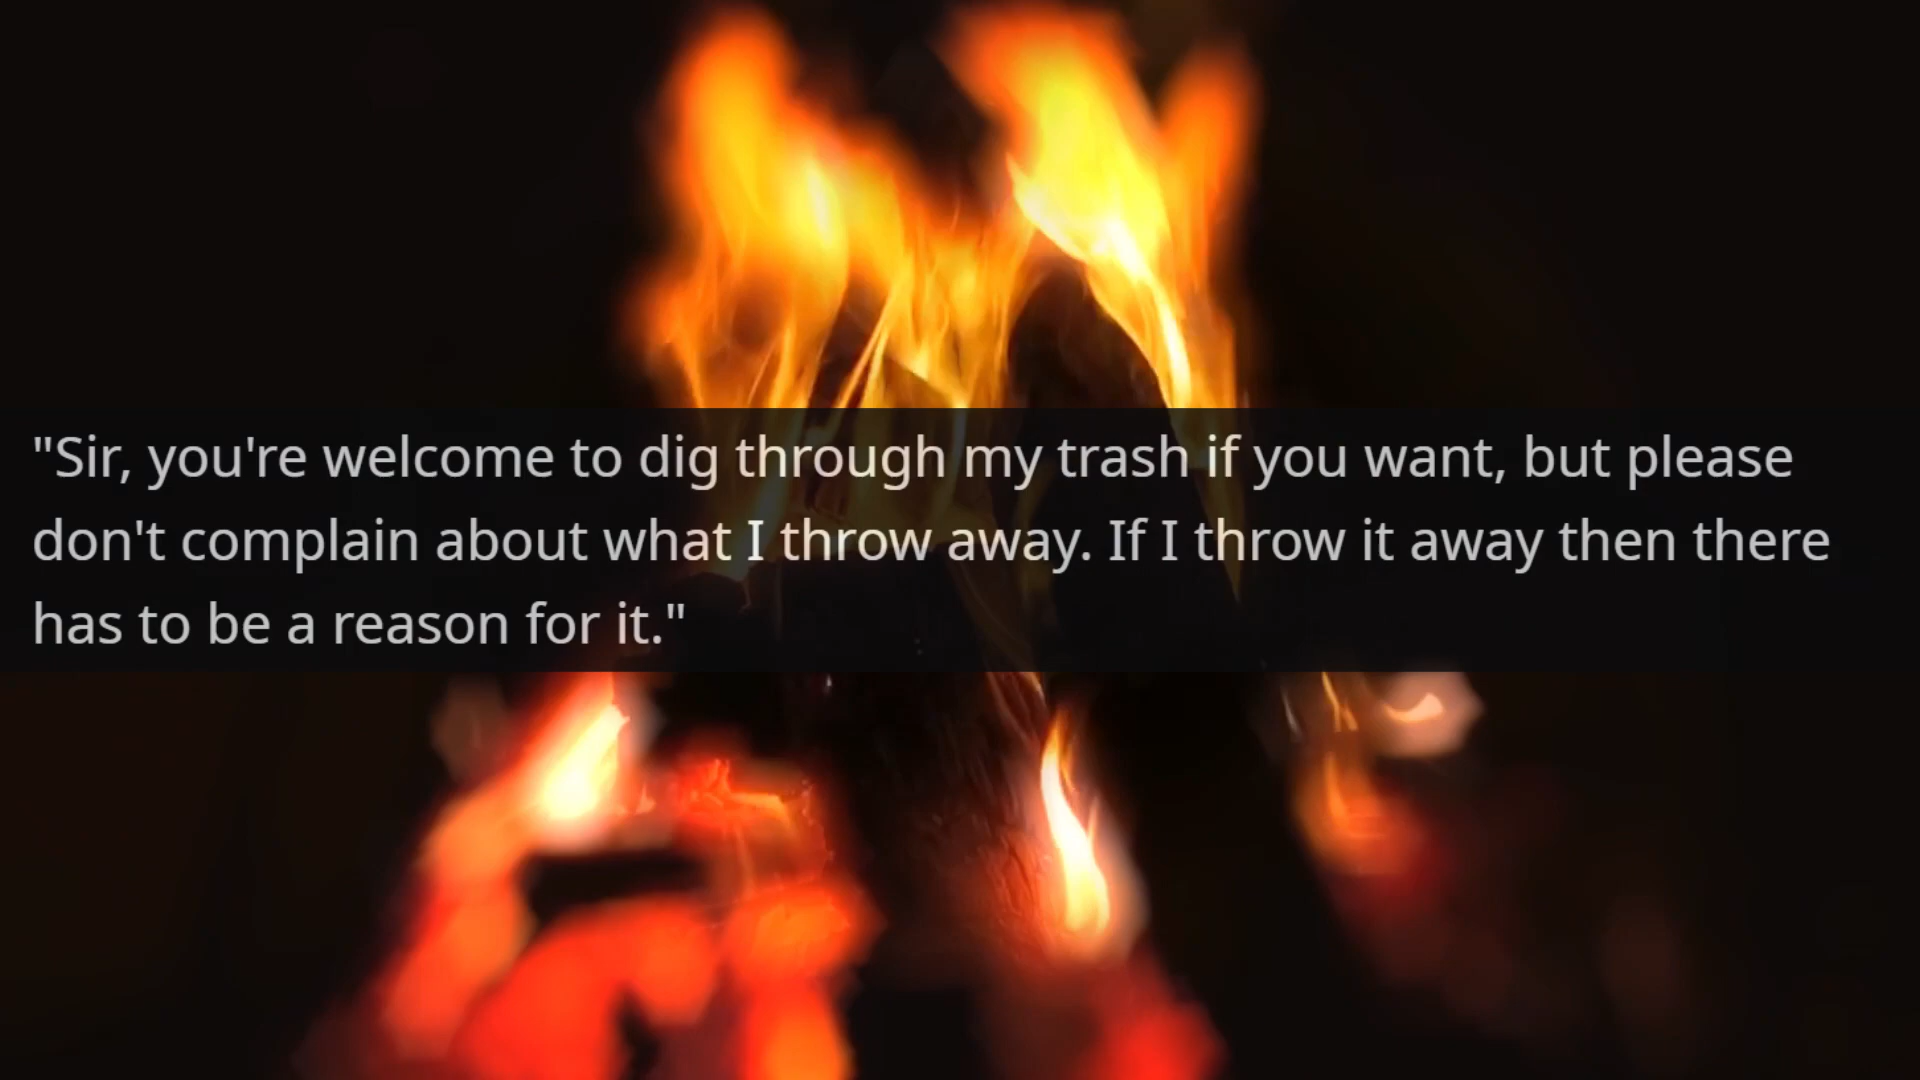 "Sir, you're welcome to dig through my trash if you want, but please
don't complain about what I throw away. If I throw it away then there
has to be a reason for it."